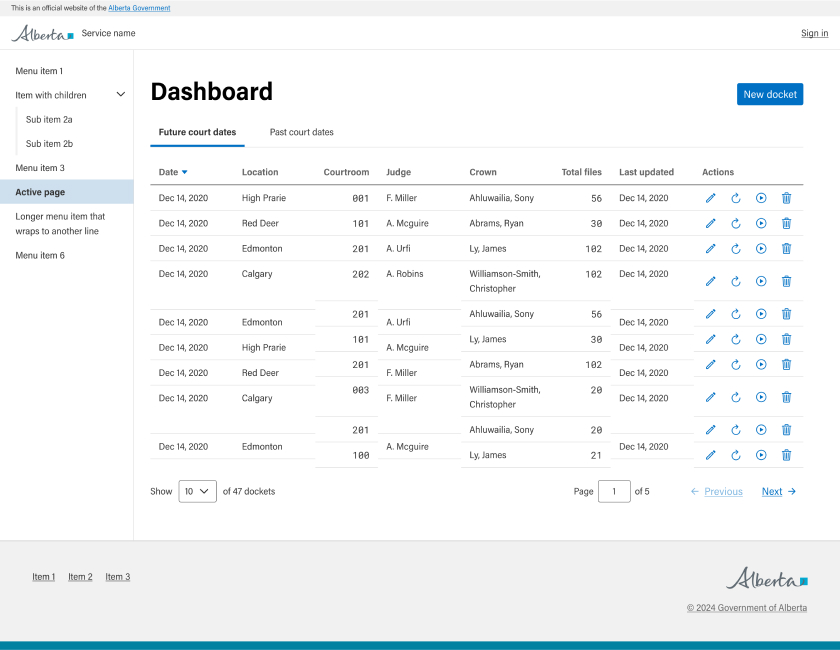 This is an official website of the Alberta Government
Alberta Service name Sign in
Menu item 1
Item with children
Sub item 2a
Sub item 2b
Menu item 3
Active page
Longer menu item that
wraps to another line
Menu item 6
Dashboard New docket
Future court dates Past court dates
Date Location Courtroom Judge Crown Total files Last updated Actions
Dec 14, 2020 High Prarie 001 F. Miller Ahluwailia, Sony 56 Dec 14, 2020
Dec 14, 2020 Red Deer 101 A. Mcguire Abrams, Ryan 30 Dec 14, 2020
Dec 14, 2020 Edmonton 201 A. Urfi Ly, James 102 Dec 14, 2020
Dec 14, 2020 Calgary 202 A. Robins Williamson-Smith, 102 Dec 14, 2020
Christopher
201 Ahluwailia, Sony 56
Dec 14, 2020 Edmonton A. Urfi Dec 14, 2020
101 Ly, James 30
Dec 14, 2020 High Prarie A. Mcguire Dec 14, 2020
201 Abrams, Ryan 102
Dec 14, 2020 Red Deer F. Miller Dec 14, 2020
003 Williamson-Smith, 20
Dec 14, 2020 Calgary F. Miller Dec 14, 2020
Christopher
201 Ahluwailia, Sony 20
Dec 14, 2020 Edmonton A. Mcguire Dec 14, 2020
100 Ly, James 21
Show 10 of 47 dockets Page 1 of 5 Previous Next
Item 1 Item 2 Item 3
Alberta
© 2024 Government of Alberta